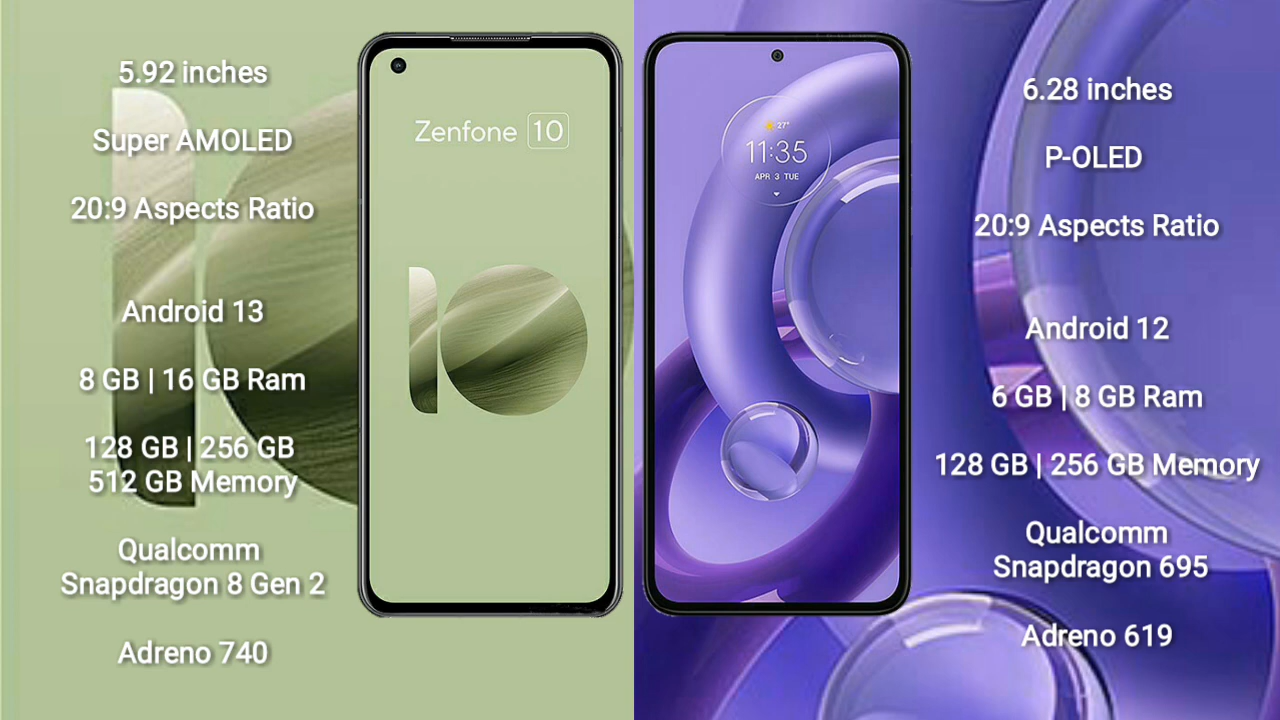 5.92 inches
Super AMOLED
20:9 Aspects Ratio
Android 13
8 GB | 16 GB Ram
128 GB | 256 GB
512 GB Memory
Qualcomm
Snapdragon 8 Gen 2
Adreno 740
Zenfone 10
10
27°
11:35
APR 3 TUE
6.28 inches
P-OLED
20:9 Aspects Ratio
Android 12
6 GB | 8 GB Ram
128 GB | 256 GB Memory
Qualcomm
Snapdragon 695
Adreno 619